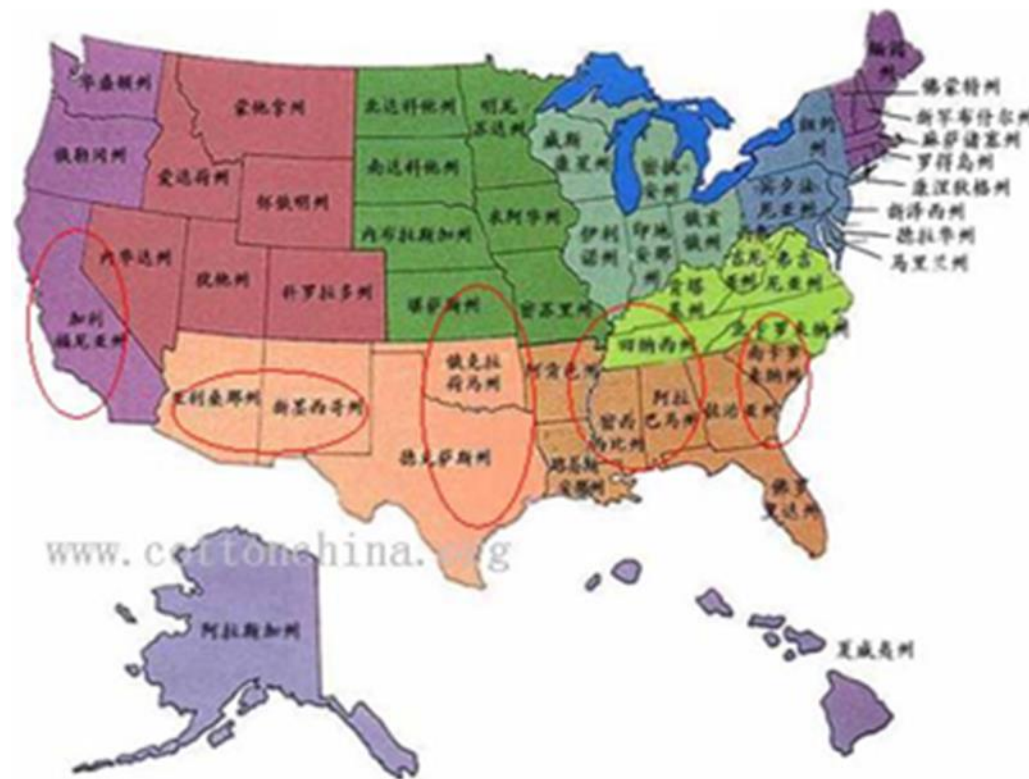 华盛顿州
俄勒冈州
加利
福尼亚州
蒙他拿州
爱达荷州
怀俄明州
内华达州
犹他州
科罗拉多州
北达科他州
南达科他州
内布拉斯加州
堪萨斯州
明尼
苏达州
衣阿华州
密苏里州
威斯
康星州
密执
安州
伊利
诺州
印地
安那
州
俄亥
俄州
肯塔
基州
田纳西州
弗吉
尼亚州
北卡罗来纳州
南卡罗
来纳州
佐治亚州
佛罗
里达州
阿拉
巴马州
密西
西比州
路易斯
安那州
阿肯色州
俄克拉
荷马州
德克萨斯州
亚利桑那州
新墨西哥州
纽约
州
宾夕法
尼亚州
缅因
州
佛蒙特州
新罕布什尔州
麻萨诸塞州
罗得岛州
康涅狄格州
新泽西州
德拉华州
马里兰州
www.cottonchina.org
阿拉斯加州
夏威夷州